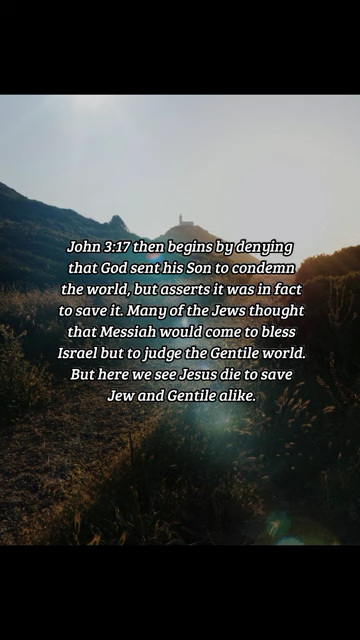 John 3:17 then begins by denying
that God sent his Son to condemn
the world, but asserts it was in fact
to save it. Many of the Jews thought
that Messiah would come to bless
Israel but to judge the Gentile world.
But here we see Jesus die to save
Jew and Gentile alike.